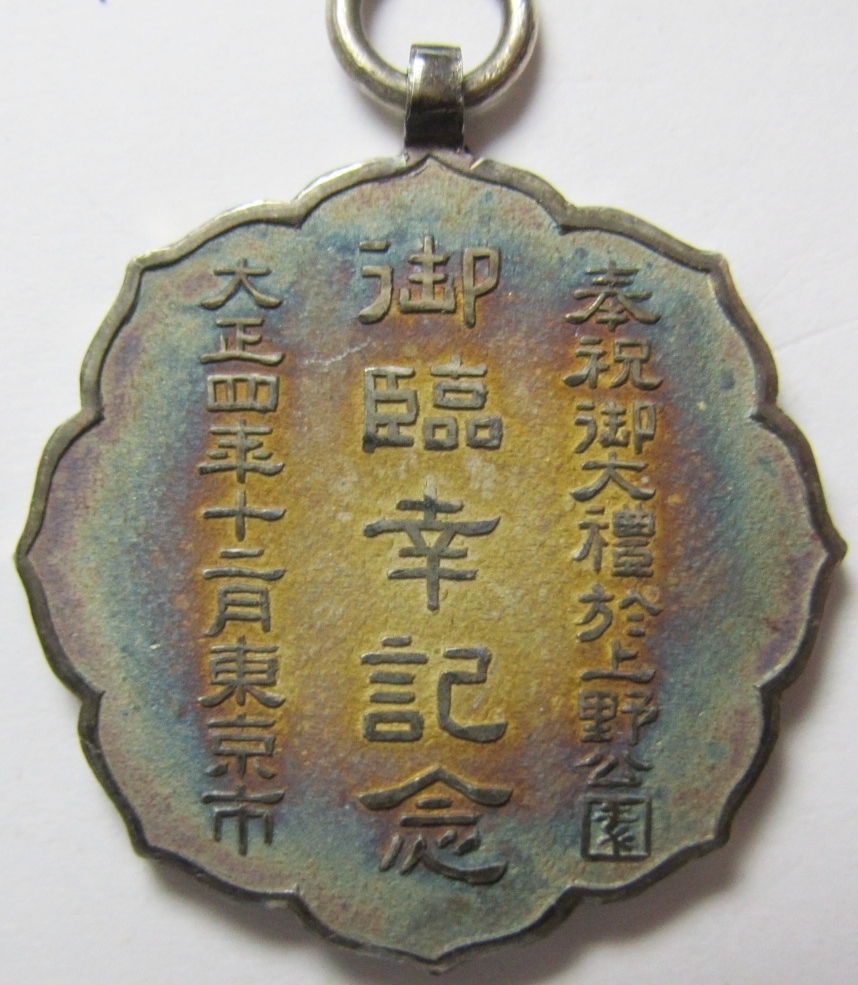 奉祝御大禮於上野公園
御臨幸記念
大正四年十二月東京市